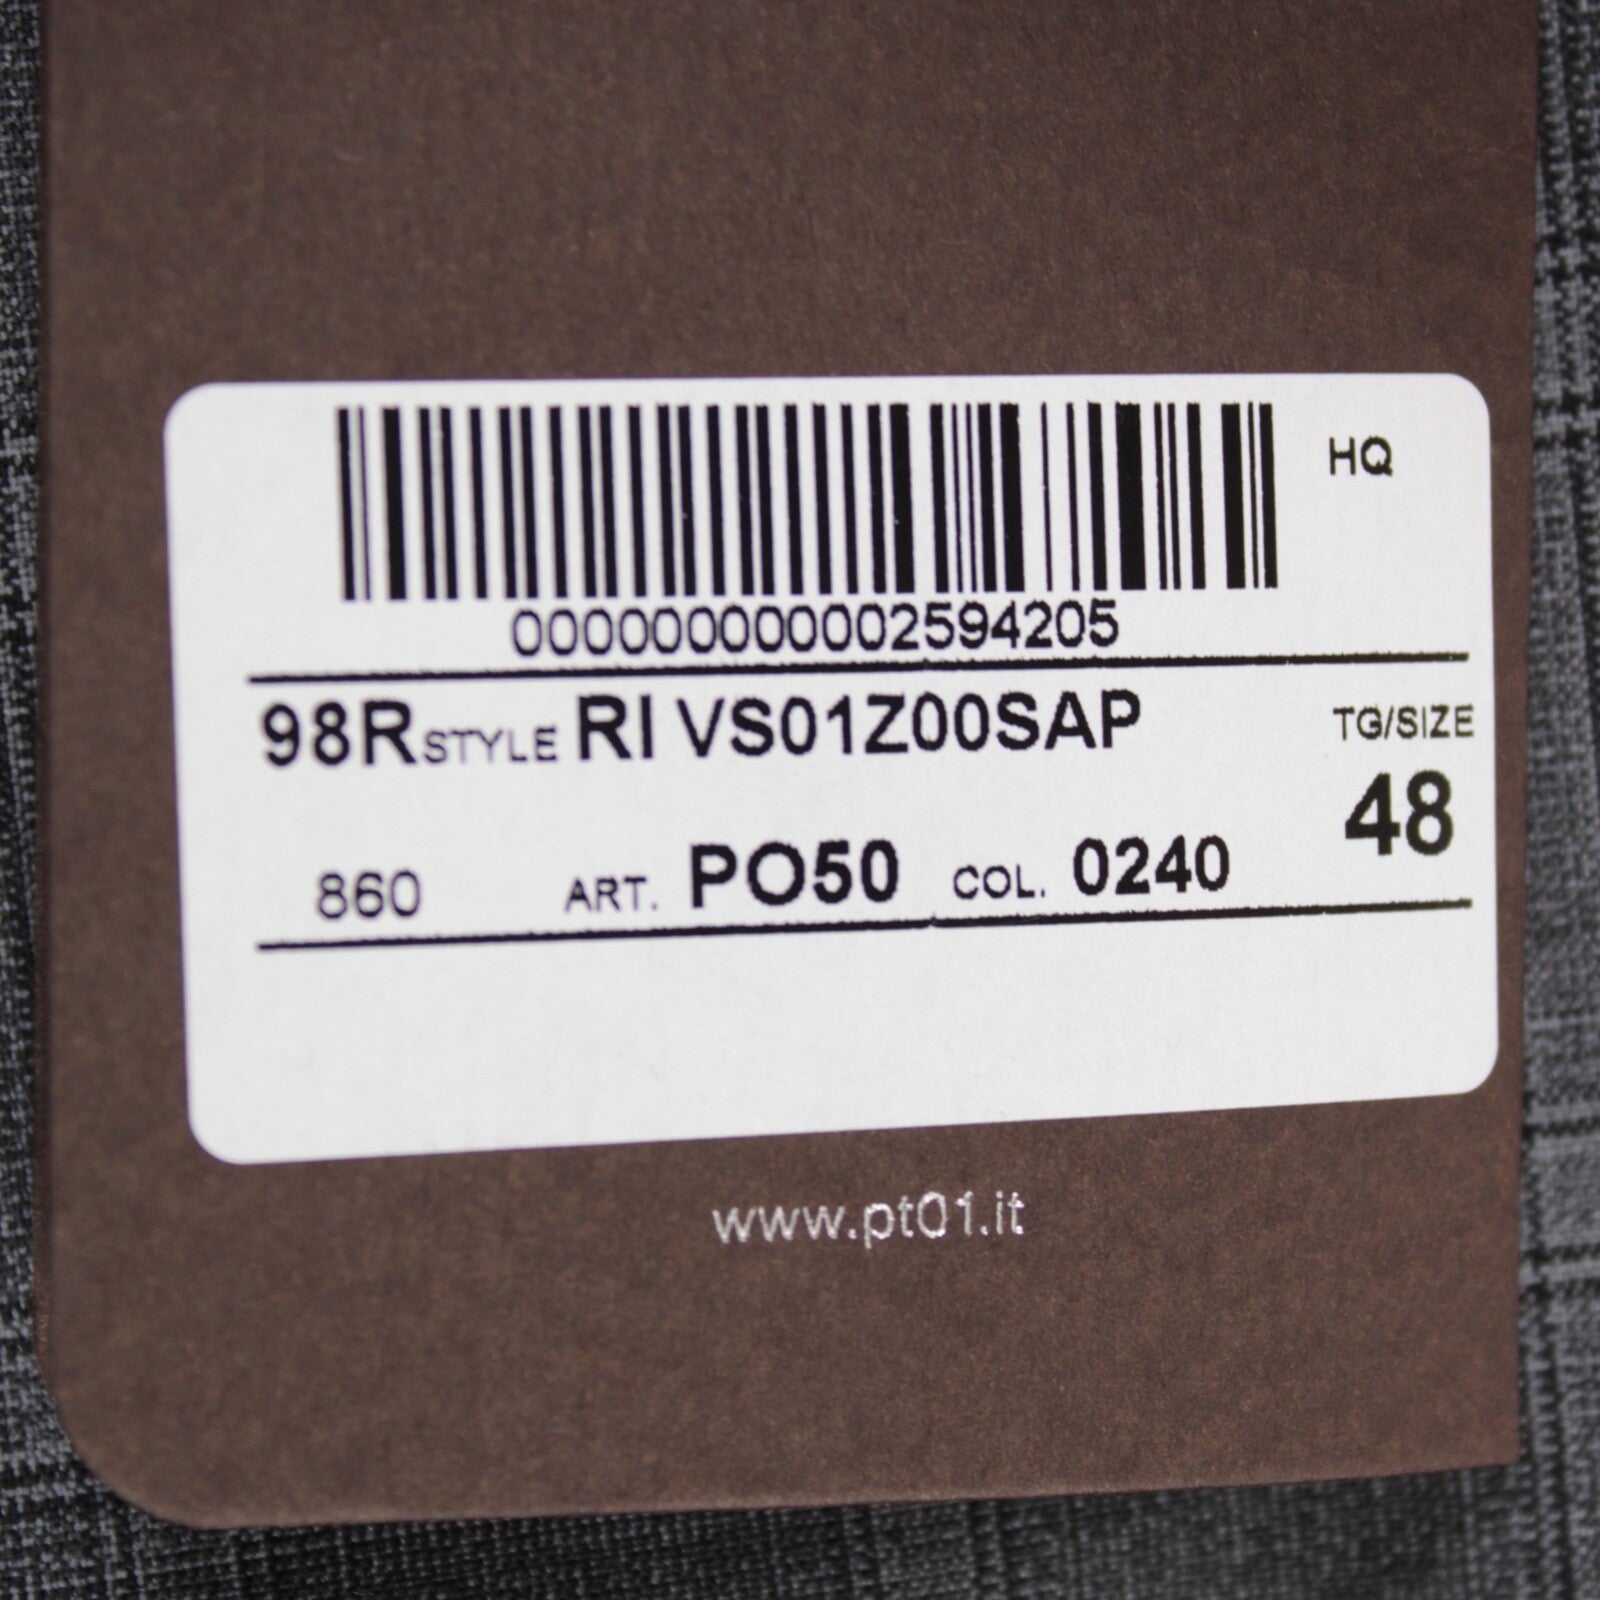 HQ
000000000002594205
98R STYLE RI VS01Z00SAP TG/SIZE
48
860 ART. PO50 COL. 0240
www.pt01.it